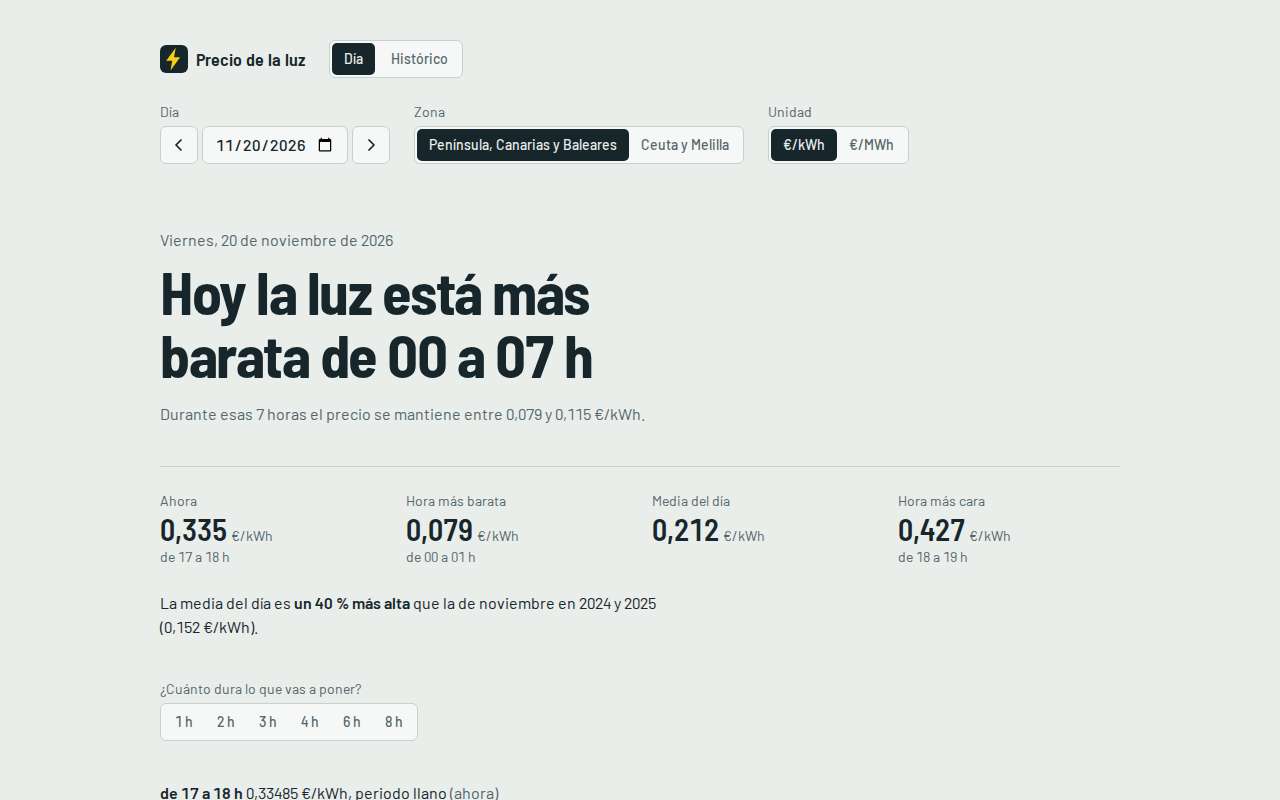 Precio de la luz
Día Histórico
Día Zona Unidad
11/20/2026 Península, Canarias y Baleares Ceuta y Melilla €/kWh €/MWh
Viernes, 20 de noviembre de 2026
Hoy la luz está más
barata de 00 a 07 h
Durante esas 7 horas el precio se mantiene entre 0,079 y 0,115 €/kWh.
Ahora Hora más barata Media del día Hora más cara
0,335 €/kWh 0,079 €/kWh 0,212 €/kWh 0,427 €/kWh
de 17 a 18 h de 00 a 01 h de 18 a 19 h
La media del día es un 40 % más alta que la de noviembre en 2024 y 2025
(0,152 €/kWh).
¿Cuánto dura lo que vas a poner?
1 h 2 h 3 h 4 h 6 h 8 h
de 17 a 18 h 0,33485 €/kWh, periodo llano (ahora)